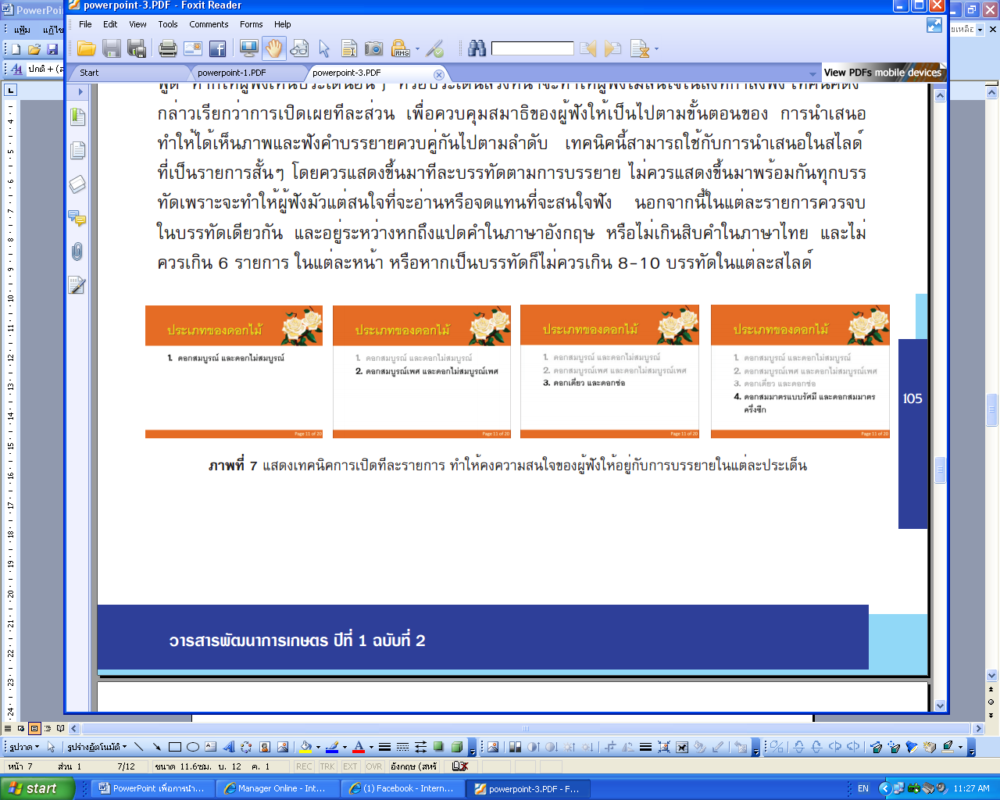 PowerPoin
powerpoint-3.PDF - Foxit Reader
แฟ้ม แก้ไข
File Edit View Tools Comments Forms Help
ปกติ + (ส
Start powerpoint-1.PDF powerpoint-3.PDF
View PDFs mobile devices
กล่าวเรียกว่าการเปิดเผยทีละส่วน เพื่อควบคุมสมาธิของผู้ฟังให้เป็นไปตามขั้นตอนของ การนำเสนอ
ทำให้ได้เห็นภาพและฟังคำบรรยายควบคู่กันไปตามลำดับ เทคนิคนี้สามารถใช้กับการนำเสนอในสไลด์
ที่เป็นรายการสั้นๆ โดยควรแสดงขึ้นมาทีละบรรทัดตามการบรรยาย ไม่ควรแสดงขึ้นมาพร้อมกันทุกบรร
ทัดเพราะจะทำให้ผู้ฟังมัวแต่สนใจที่จะอ่านหรือจดแทนที่จะสนใจฟัง นอกจากนี้ในแต่ละรายการควรจบ
ในบรรทัดเดียวกัน และอยู่ระหว่างหกถึงแปดคำในภาษาอังกฤษ หรือไม่เกินสิบคำในภาษาไทย และไม่
ควรเกิน 6 รายการ ในแต่ละหน้า หรือหากเป็นบรรทัดก็ไม่ควรเกิน 8-10 บรรทัดในแต่ละสไลด์
ประเภทของดอกไม้
1. ดอกสมบูรณ์ และดอกไม่สมบูรณ์
Page 11 of 20
ประเภทของดอกไม้
1. ดอกสมบูรณ์ และดอกไม่สมบูรณ์
2. ดอกสมบูรณ์เพศ และดอกไม่สมบูรณ์เพศ
Page 11 of 20
ประเภทของดอกไม้
1. ดอกสมบูรณ์ และดอกไม่สมบูรณ์
2. ดอกสมบูรณ์เพศ และดอกไม่สมบูรณ์เพศ
3. ดอกเดี่ยว และดอกช่อ
Page 11 of 20
ประเภทของดอกไม้
1. ดอกสมบูรณ์ และดอกไม่สมบูรณ์
2. ดอกสมบูรณ์เพศ และดอกไม่สมบูรณ์เพศ
3. ดอกเดี่ยว และดอกช่อ
4. ดอกสมมาตรแบบรัศมี และดอกสมมาตร
ครึ่งซีก
Page 11 of 20
105
ภาพที่ 7 แสดงเทคนิคการเปิดทีละรายการ ทำให้คงความสนใจของผู้ฟังให้อยู่กับการบรรยายในแต่ละประเด็น
วารสารพัฒนาการเกษตร ปีที่ 1 ฉบับที่ 2
รูปวาด รูปร่างอัตโนมัติ
หน้า 7 ส่วน 1 7/12 ขนาด 11.6ซม. บ. 12 ค. 1 REC TRK EXT OVR อังกฤษ (สหรั
start PowerPoint เพื่อการนำ... Manager Online - Int... (1) Facebook - Intern... powerpoint-3.PDF - F... EN 11:27 AM